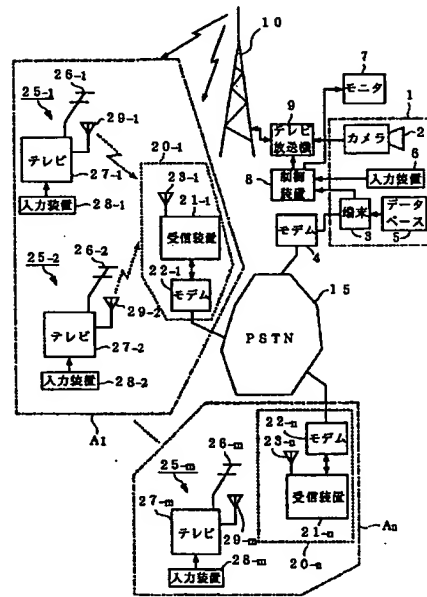 10
7
モニタ
25-1
26-1
29-1
テレビ
27-1
入力装置
28-1
20-1
23-1
21-1
受信装置
22-1
モデム
9
テレビ放送機
1
カメラ
2
6
入力装置
8
制御装置
端末
3
データベース
5
モデム
4
15
PSTN
25-2
26-2
テレビ
29-2
27-2
入力装置
28-2
A1
22-n
モデム
23-n
受信装置
21-n
20-n
An
25-m
26-m
27-m
テレビ
29-m
28-m
入力装置